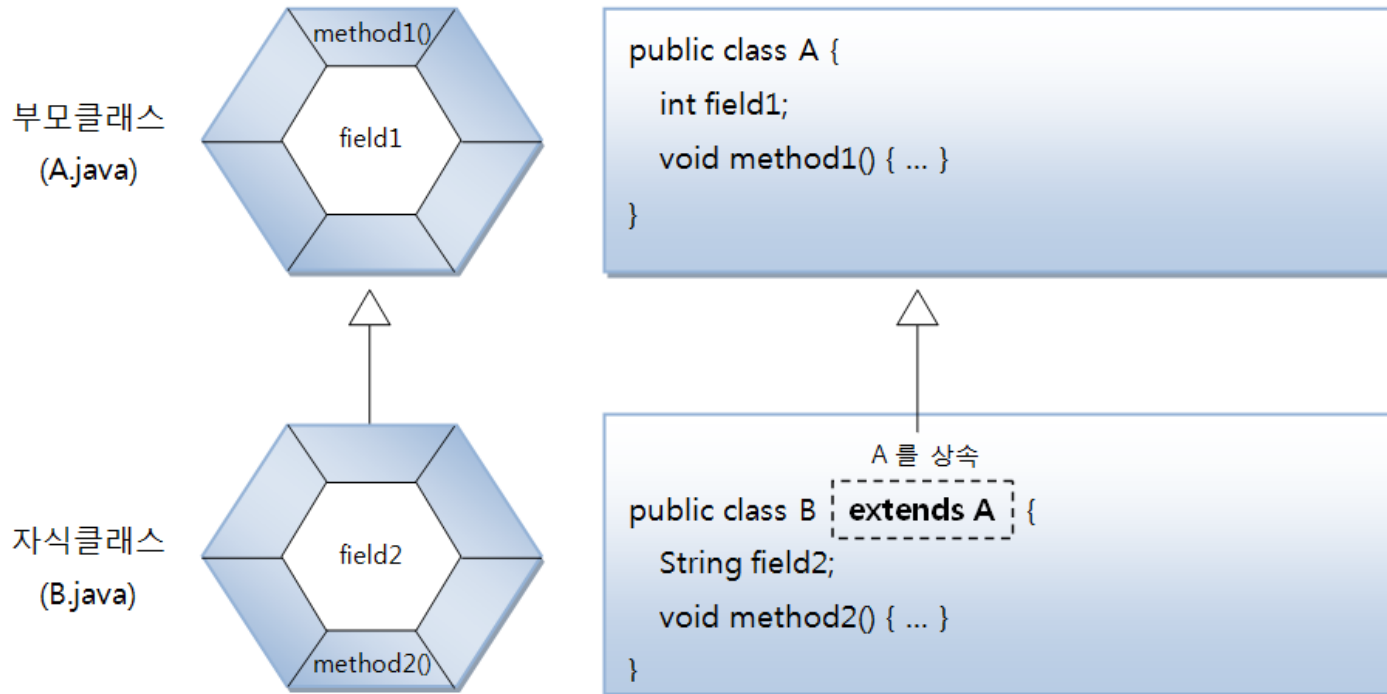 method1()
부모클래스
(A.java)
field1
public class A {
int field1;
void method1() { ... }
}
자식클래스
(B.java)
field2
method2()
A 를 상속
public class B extends A {
String field2;
void method2() { ... }
}